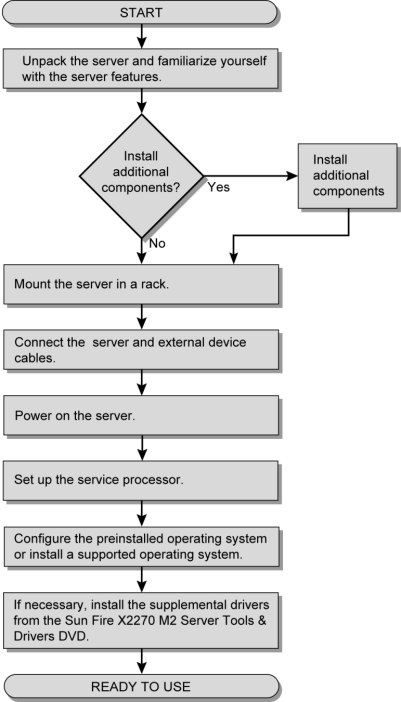 START
Unpack the server and familiarize yourself
with the server features.
Install
additional
components?
Yes
Install
additional
components
No
Mount the server in a rack.
Connect the server and external device
cables.
Power on the server.
Set up the service processor.
Configure the preinstalled operating system
or install a supported operating system.
If necessary, install the supplemental drivers
from the Sun Fire X2270 M2 Server Tools &
Drivers DVD.
READY TO USE